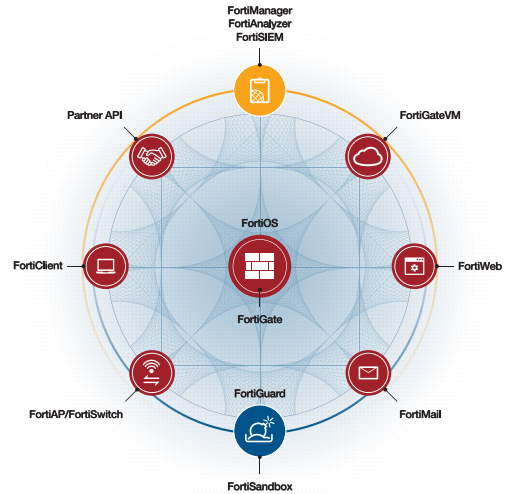 FortiManager
FortiAnalyzer
FortiSIEM
Partner API
FortiGateVM
FortiOS
FortiClient
FortiWeb
FortiGate
FortiGuard
FortiAP/FortiSwitch
FortiMail
FortiSandbox